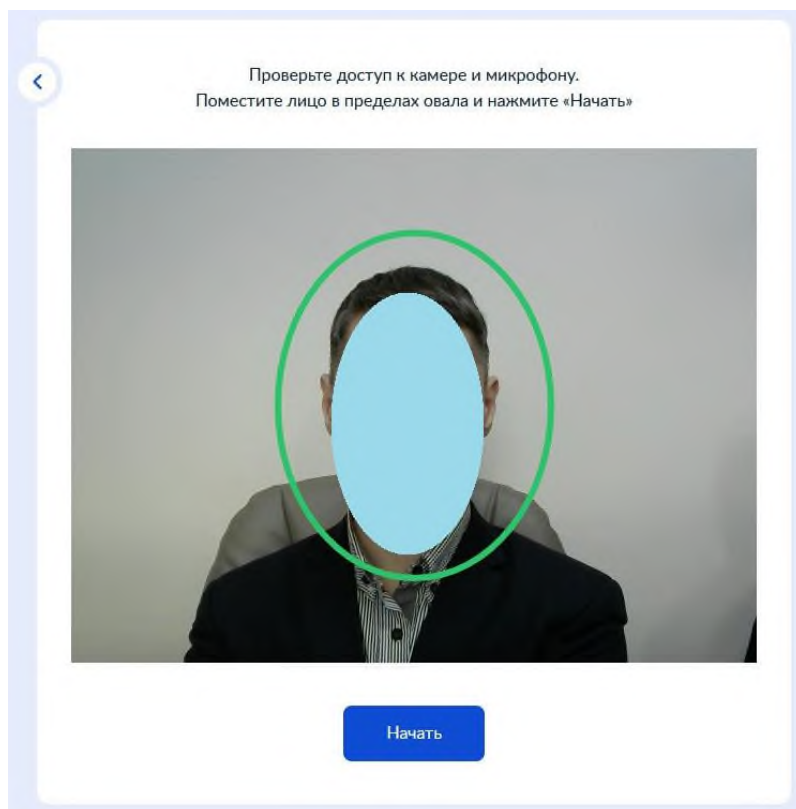 Проверьте доступ к камере и микрофону.
Поместите лицо в пределах овала и нажмите «Начать»
Начать